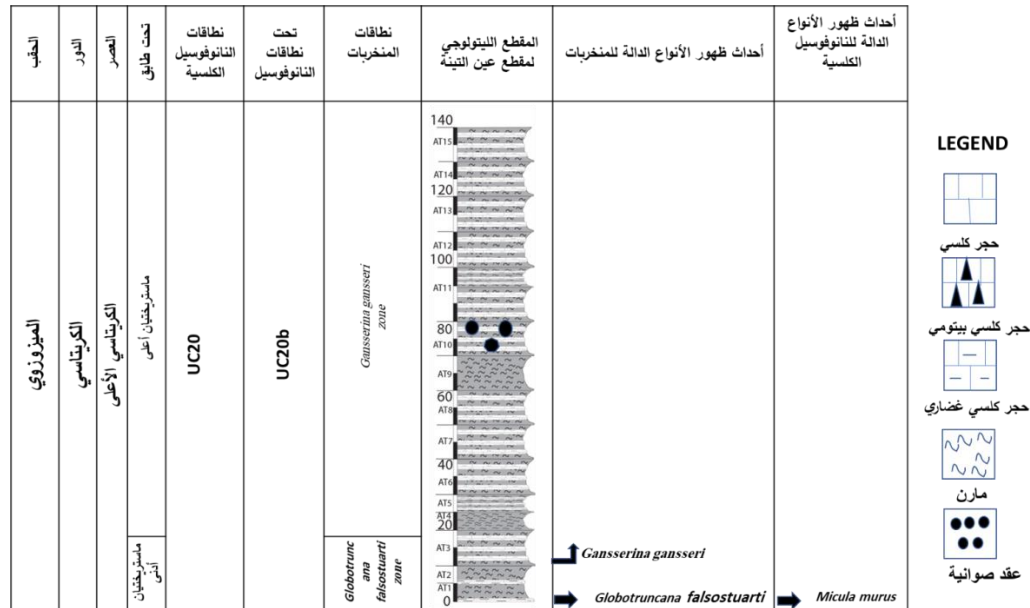 الحقب
الدور
العصر
تحت طابق
نطاقات
النانوفوسيل
الكلسية
تحت
نطاقات
النانوفوسيل
نطاقات
المنخربات
المقطع الليتولوجي
لمقطع عين التينة
أحداث ظهور الأنواع الدالة للمنخربات
أحداث ظهور الأنواع
الدالة للنانوفوسيل
الكلسية
الميزوزوي
الكريتاسي
الكريتاسي الأعلى
ماستريختيان أعلى
ماستريختيان
أدنى
UC20
UC20b
Gansserina gansseri
zone
Globotrunc
ana
falsostuarti
zone
140
AT15
AT14
120
AT13
AT12
100
AT11
80
AT10
AT9
60
AT8
AT7
40
AT6
AT5
AT4
20
AT3
AT2
AT1
0
Gansserina gansseri
Globotruncana falsostuarti
Micula murus
LEGEND
حجر كلسي
حجر كلسي بيتومي
حجر كلسي غضاري
مارن
عقد صوانية